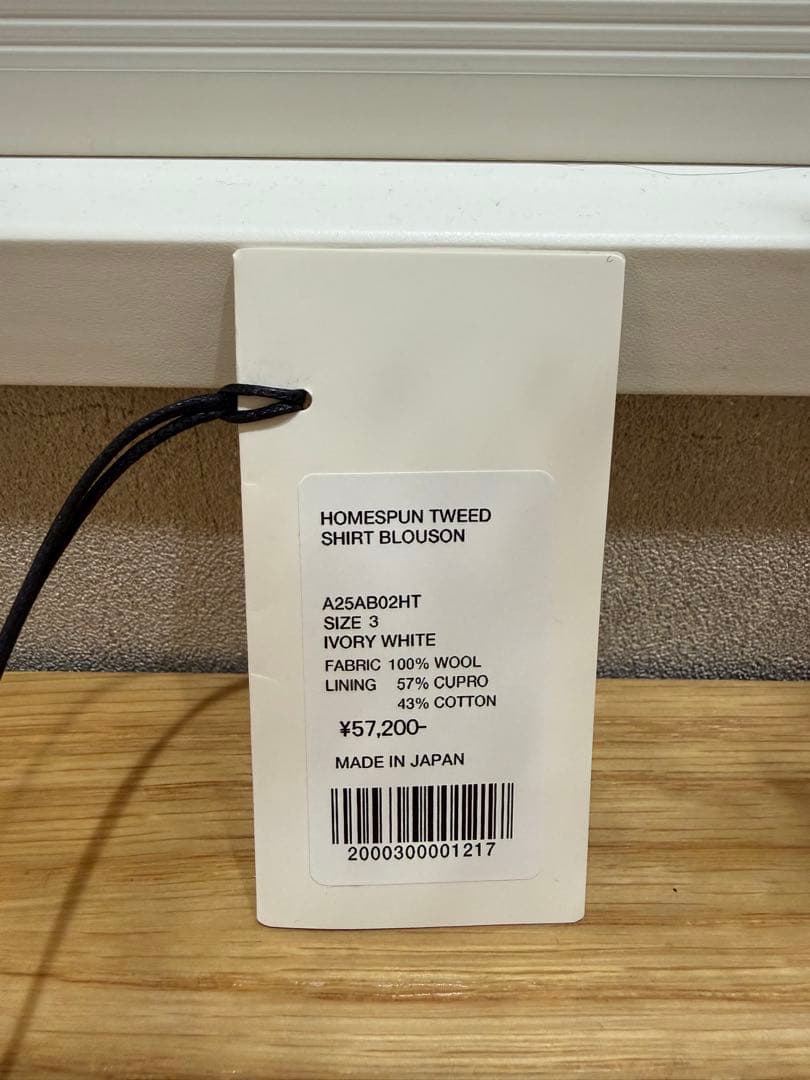 HOMESPUN TWEED
SHIRT BLOUSON
A25AB02HT
SIZE 3
IVORY WHITE
FABRIC 100% WOOL
LINING 57% CUPRO
43% COTTON
¥57,200-
MADE IN JAPAN
2000300001217